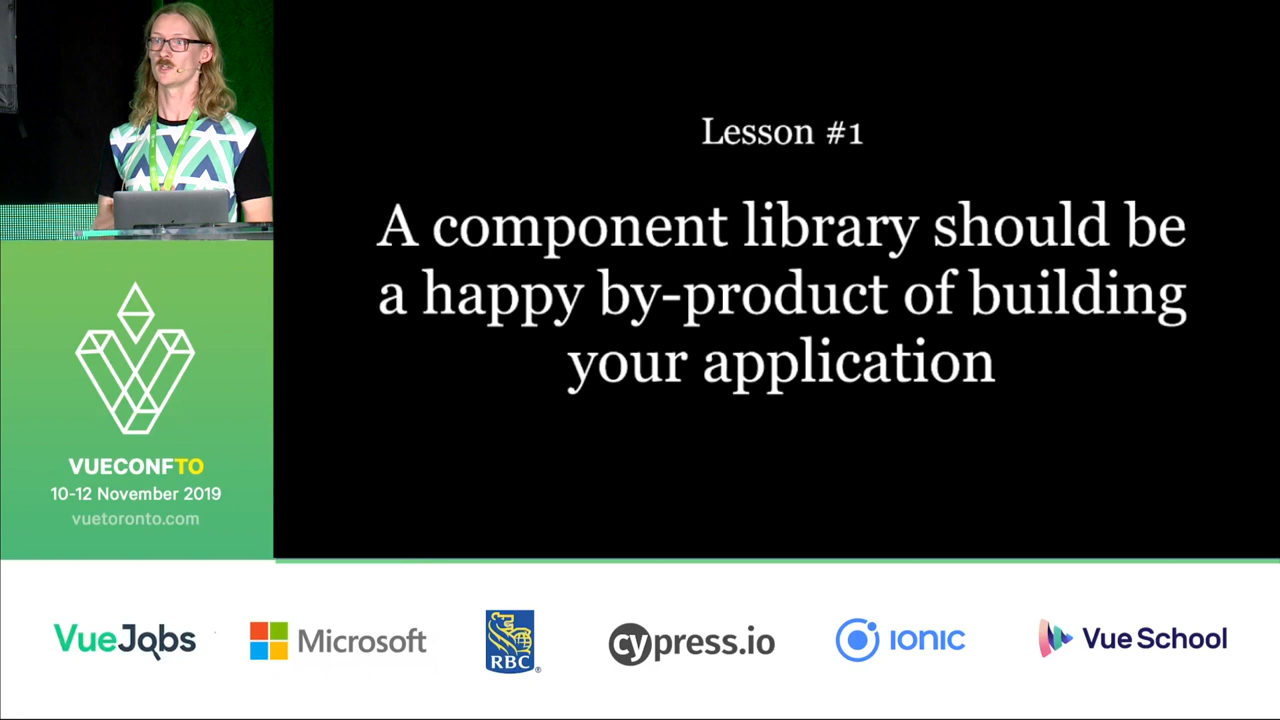 Lesson #1
A component library should be
a happy by-product of building
your application
VUECONFTO
10-12 November 2019
vuetoronto.com
VueJobs
Microsoft
RBC
®
cypress.io
IONIC
Vue School